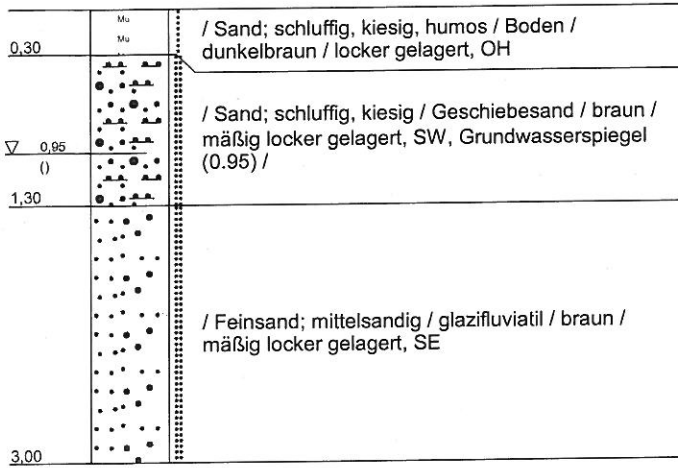 Mu
Mu
/ Sand; schluffig, kiesig, humos / Boden /
dunkelbraun / locker gelagert, OH
0,30
/ Sand; schluffig, kiesig / Geschiebesand / braun /
mäßig locker gelagert, SW, Grundwasserspiegel
(0.95) /
0,95
()
1,30
/ Feinsand; mittelsandig / glazifluviatil / braun /
mäßig locker gelagert, SE
3,00